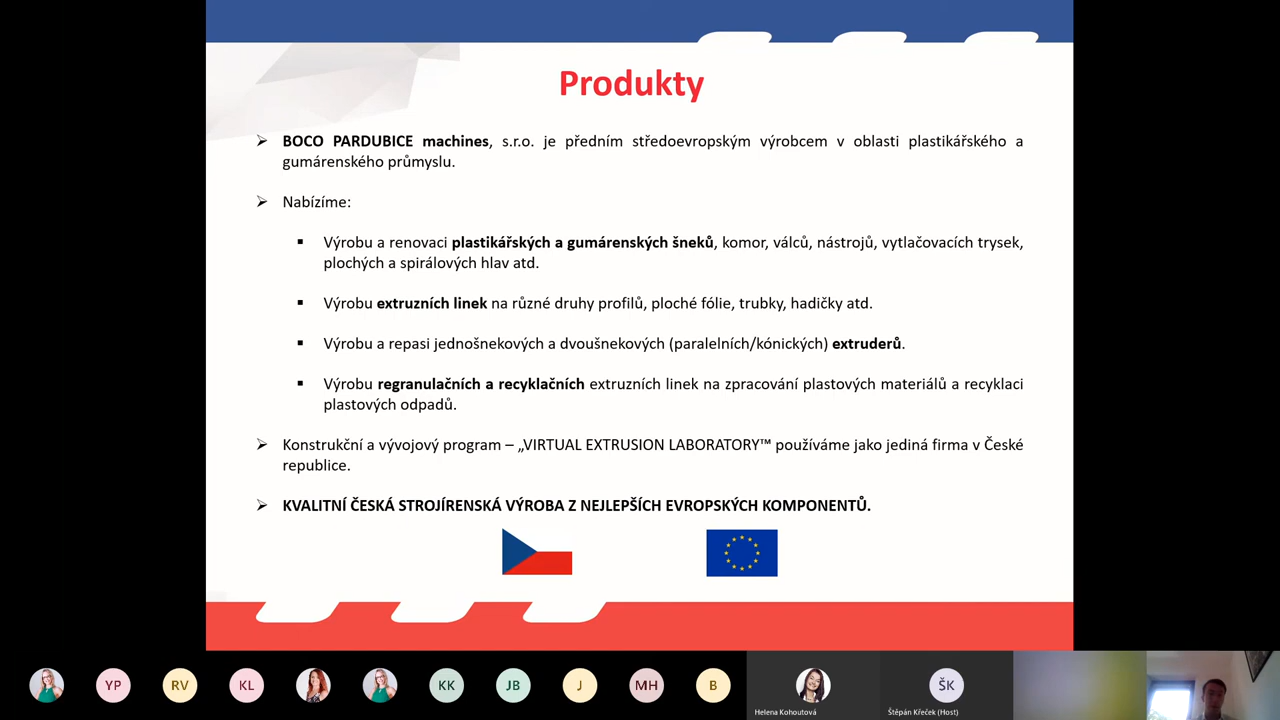 Produkty
➢ BOCO PARDUBICE machines, s.r.o. je předním středoevropským výrobcem v oblasti plastikářského a
gumárenského průmyslu.
➢ Nabízíme:
▪ Výrobu a renovaci plastikářských a gumárenských šneků, komor, válců, nástrojů, vytlačovacích trysek,
plochých a spirálových hlav atd.
▪ Výrobu extruzních linek na různé druhy profilů, ploché fólie, trubky, hadičky atd.
▪ Výrobu a repasi jednošnekových a dvoušnekových (paralelních/kónických) extruderů.
▪ Výrobu regranulačních a recyklačních extruzních linek na zpracování plastových materiálů a recyklaci
plastových odpadů.
➢ Konstrukční a vývojový program – „VIRTUAL EXTRUSION LABORATORY™ používáme jako jediná firma v České
republice.
➢ KVALITNÍ ČESKÁ STROJÍRENSKÁ VÝROBA Z NEJLEPŠÍCH EVROPSKÝCH KOMPONENTŮ.
YP RV KL KK JB J MH B ŠK
Helena Kohoutová Štěpán Křeček (Host)